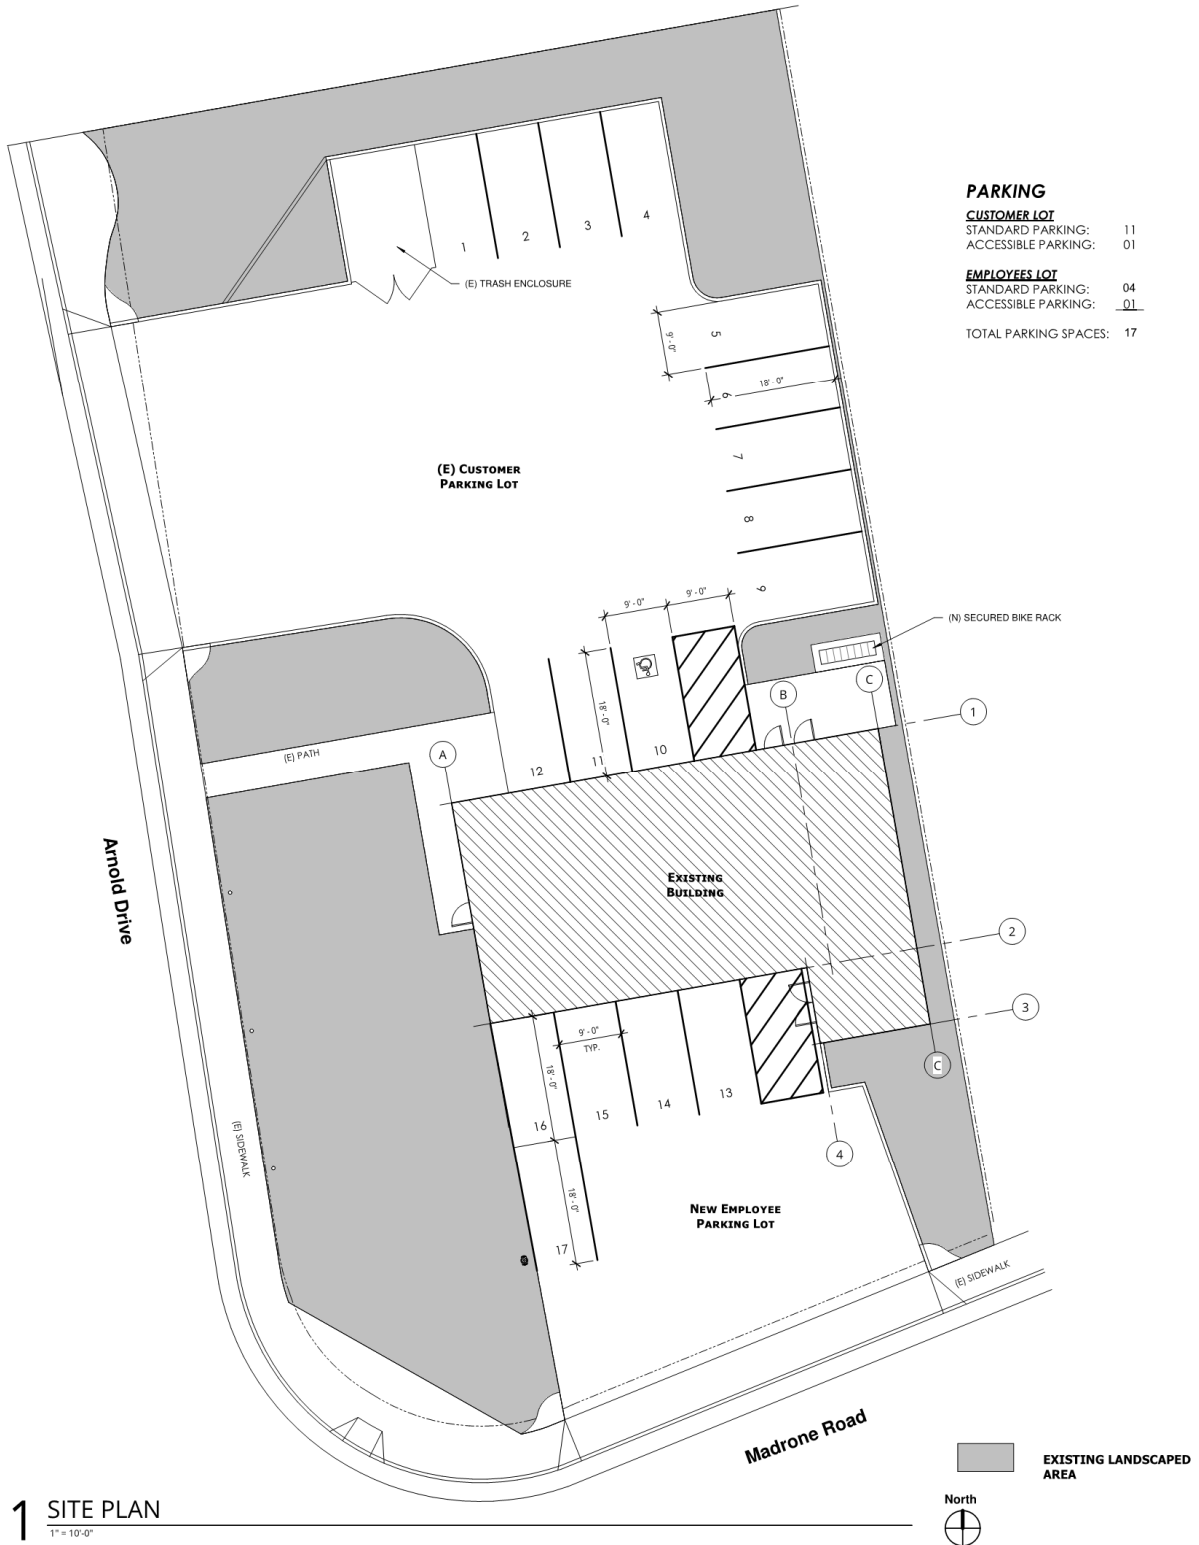 PARKING
CUSTOMER LOT
STANDARD PARKING: 11
ACCESSIBLE PARKING: 01
EMPLOYEES LOT
STANDARD PARKING: 04
ACCESSIBLE PARKING: 01
TOTAL PARKING SPACES: 17
1
2
3
4
(E) TRASH ENCLOSURE
5
9' - 0"
18' - 0"
6
(E) CUSTOMER
PARKING LOT
7
8
9
9' - 0"
9' - 0"
(N) SECURED BIKE RACK
18' - 0"
C
B
1
(E) PATH
A
10
11
12
Arnold Drive
EXISTING
BUILDING
2
3
9' - 0"
TYP.
18' - 0"
C
13
14
15
16
(E) SIDEWALK
4
18' - 0"
NEW EMPLOYEE
PARKING LOT
17
(E) SIDEWALK
Madrone Road
EXISTING LANDSCAPED
AREA
North
1 SITE PLAN
1" = 10'-0"